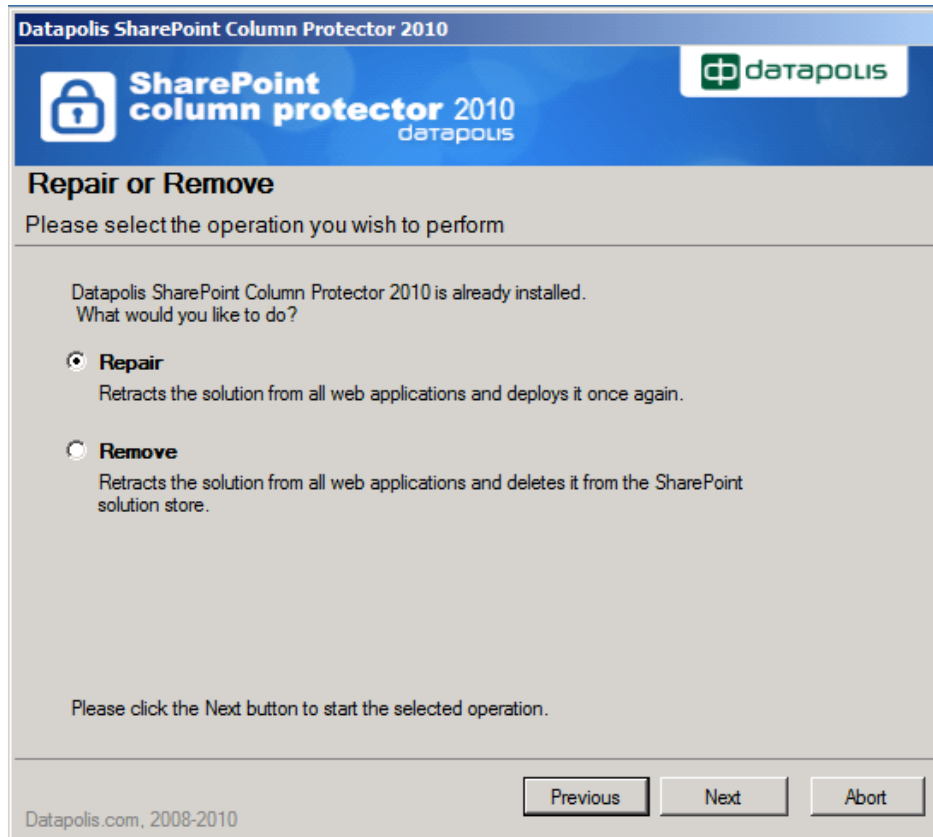 Datapolis SharePoint Column Protector 2010
SharePoint
column protector 2010
datapolis
datapolis
Repair or Remove
Please select the operation you wish to perform
Datapolis SharePoint Column Protector 2010 is already installed.
What would you like to do?
Repair
Retracts the solution from all web applications and deploys it once again.
Remove
Retracts the solution from all web applications and deletes it from the SharePoint
solution store.
Please click the Next button to start the selected operation.
Previous Next Abort
Datapolis.com, 2008-2010